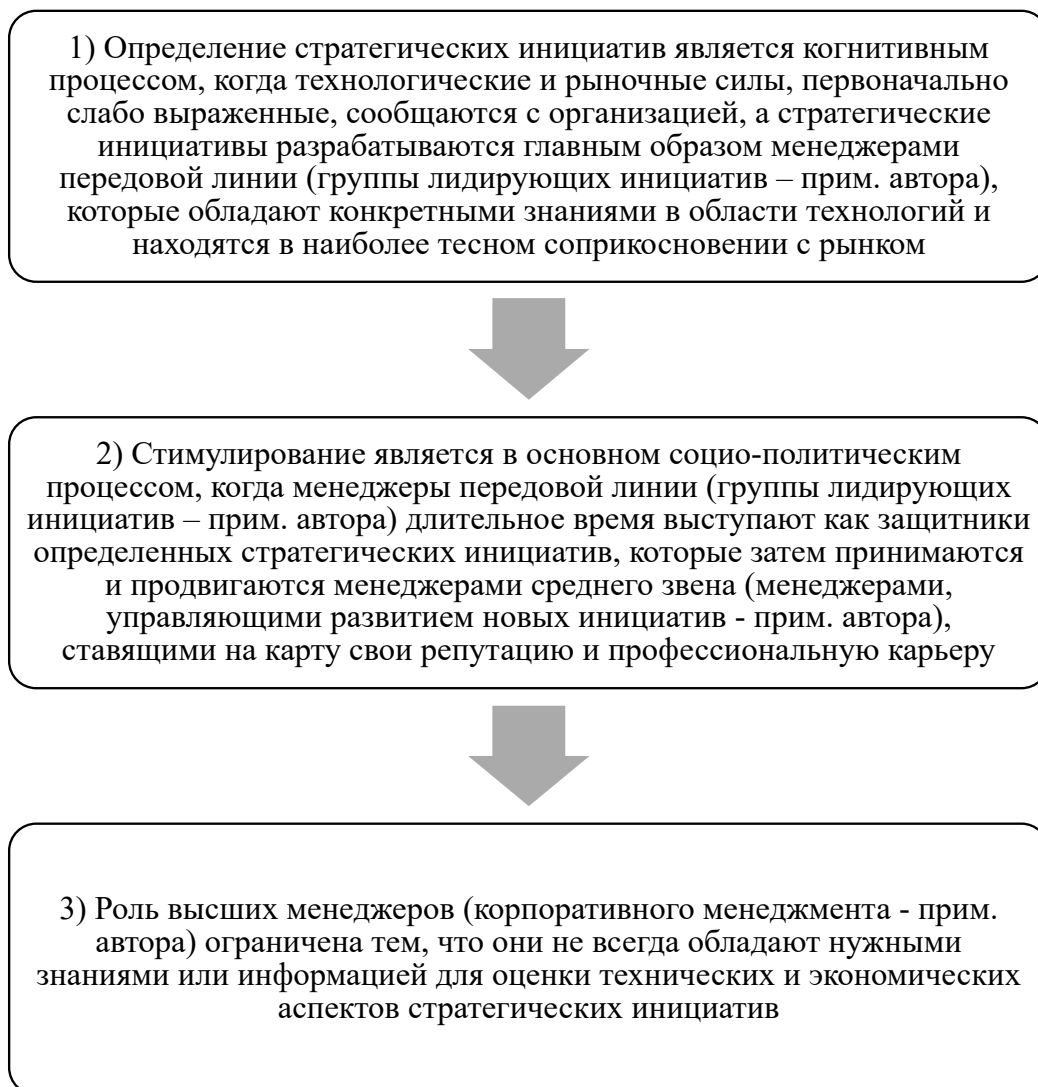 1) Определение стратегических инициатив является когнитивным
процессом, когда технологические и рыночные силы, первоначально
слабо выраженные, сообщаются с организацией, а стратегические
инициативы разрабатываются главным образом менеджерами
передовой линии (группы лидирующих инициатив – прим. автора),
которые обладают конкретными знаниями в области технологий и
находятся в наиболее тесном соприкосновении с рынком
2) Стимулирование является в основном социо-политическим
процессом, когда менеджеры передовой линии (группы лидирующих
инициатив – прим. автора) длительное время выступают как защитники
определенных стратегических инициатив, которые затем принимаются
и продвигаются менеджерами среднего звена (менеджерами,
управляющими развитием новых инициатив - прим. автора),
ставящими на карту свои репутацию и профессиональную карьеру
3) Роль высших менеджеров (корпоративного менеджмента - прим.
автора) ограничена тем, что они не всегда обладают нужными
знаниями или информацией для оценки технических и экономических
аспектов стратегических инициатив